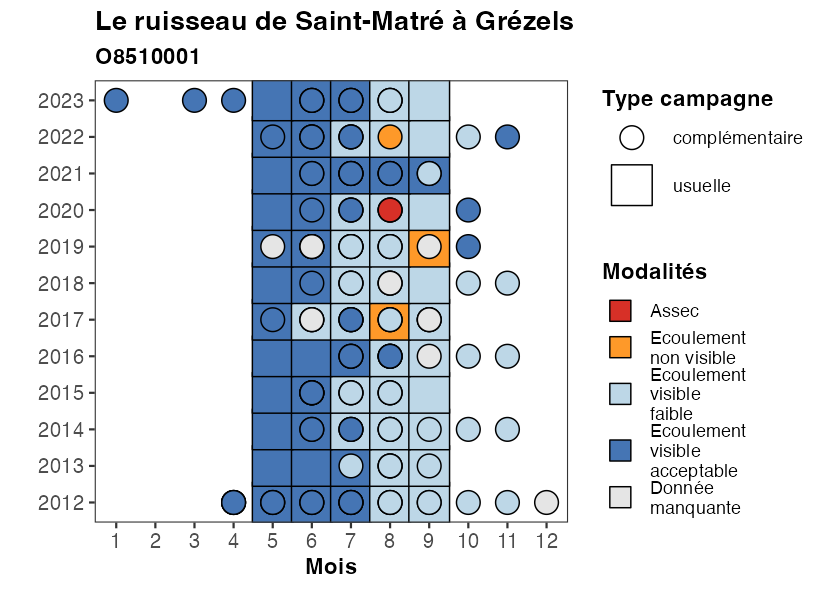 Le ruisseau de Saint-Matré à Grézels
O8510001
2023
2022
2021
2020
2019
2018
2017
2016
2015
2014
2013
2012
1 2 3 4 5 6 7 8 9 10 11 12
Mois
Type campagne
complémentaire
usuelle
Modalités
Assec
Ecoulement
non visible
Ecoulement
visible
faible
Ecoulement
visible
acceptable
Donnée
manquante